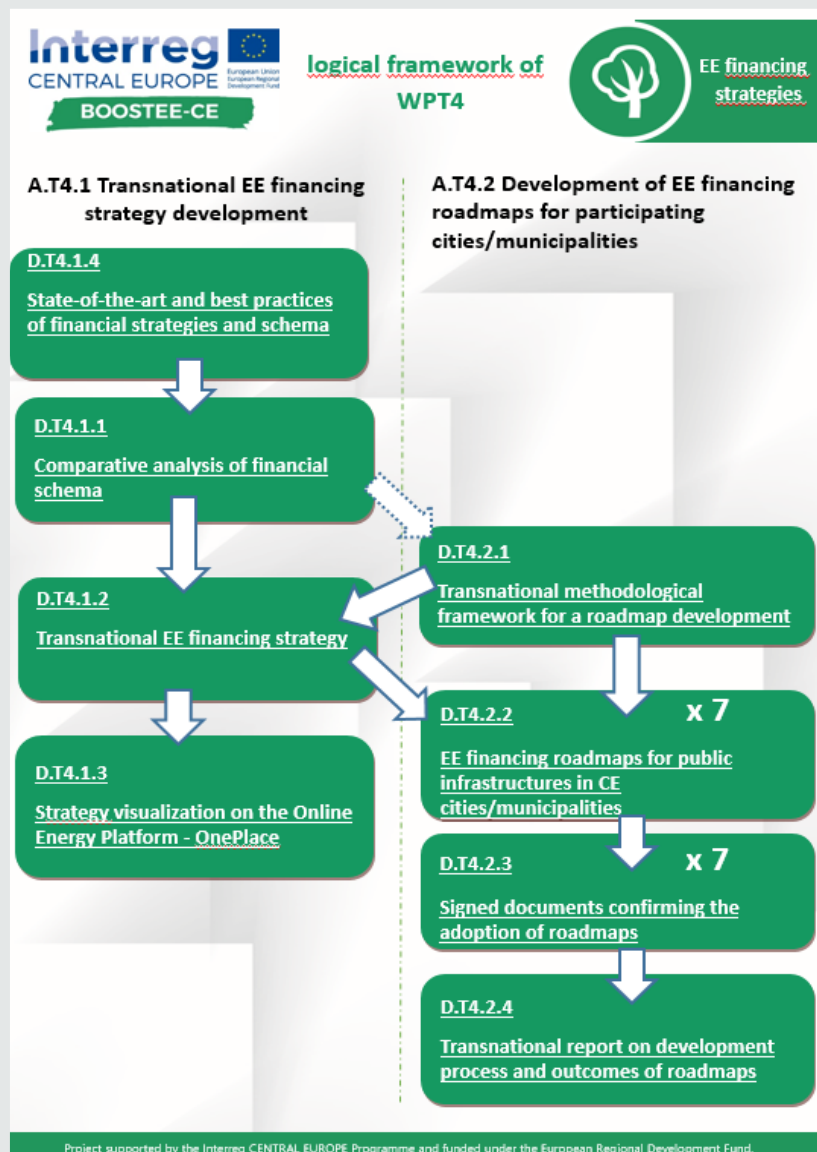 Interreg
CENTRAL EUROPE
European Union
European Regional
Development Fund
BOOSTEE-CE
logical framework of
WPT4
EE financing
strategies
A.T4.1 Transnational EE financing
strategy development
D.T4.1.4
State-of-the-art and best practices
of financial strategies and schema
D.T4.1.1
Comparative analysis of financial
schema
D.T4.1.2
Transnational EE financing strategy
D.T4.1.3
Strategy visualization on the Online
Energy Platform - OnePlace
A.T4.2 Development of EE financing
roadmaps for participating
cities/municipalities
D.T4.2.1
Transnational methodological
framework for a roadmap development
D.T4.2.2 x 7
EE financing roadmaps for public
infrastructures in CE
cities/municipalities
D.T4.2.3 x 7
Signed documents confirming the
adoption of roadmaps
D.T4.2.4
Transnational report on development
process and outcomes of roadmaps
Project supported by the Interreg CENTRAL EUROPE Programme and funded under the European Regional Development Fund.